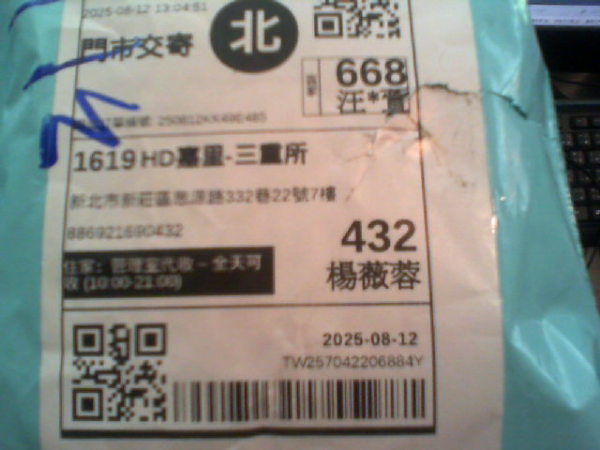 2025-08-12 13:04:51
門市交寄
北
668
汪*賞
1619 HD嘉里-三重所
新北市新莊區思源路332巷22號7樓
886921690432
住家: 管理室代收 - 全天可
收 (10:00-21:00)
432
楊薇蓉
2025-08-12
TW257042206884Y